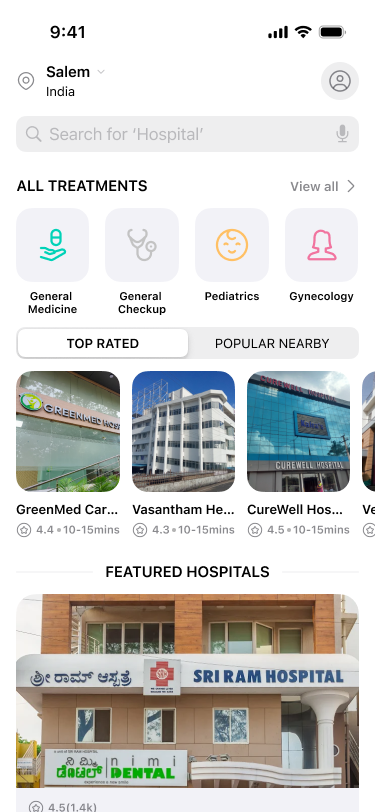 9:41
Salem
India
Search for ‘Hospital’
ALL TREATMENTS
View all
General
Medicine
General
Checkup
Pediatrics
Gynecology
TOP RATED
POPULAR NEARBY
GREENMED HOSP
CUREWELL HOSPITAL
GreenMed Car...
Vasantham He...
CureWell Hos...
Ve
4.4 • 10-15mins
4.3 • 10-15mins
4.5 • 10-15mins
FEATURED HOSPITALS
ಶ್ರೀ ರಾಮ್ ಆಸ್ಪತ್ರೆ
SRI RAM HOSPITAL
ನಿ ಮ್ಮಿ nimi
ಡೆಂಟಲ್ DENTAL
4.5(1.4k)